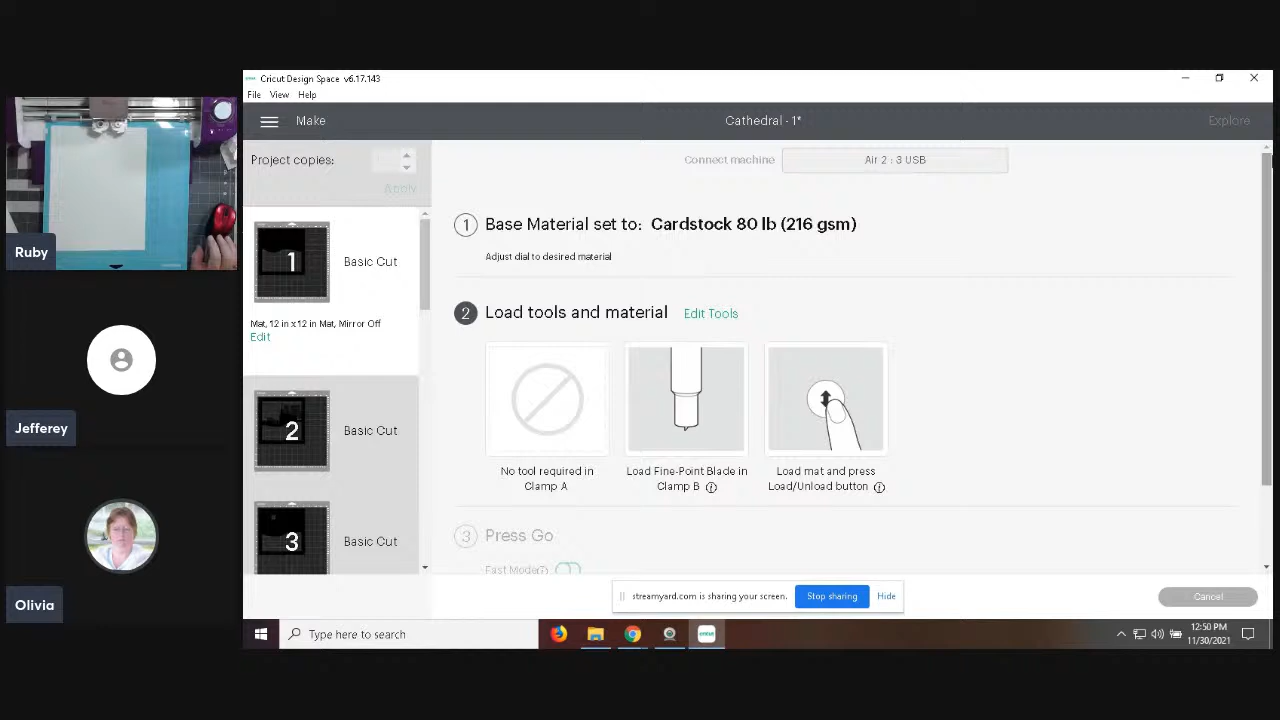 Cricut Design Space v6.17.143
File View Help
Make
Cathedral - 1*
Explore
Project copies:
Apply
Connect machine
Air 2 : 3 USB
1
Base Material set to: Cardstock 80 lb (216 gsm)
Adjust dial to desired material
1
Basic Cut
Mat, 12 in x 12 in Mat, Mirror Off
Edit
2
Basic Cut
3
Basic Cut
2
Load tools and material
Edit Tools
No tool required in
Clamp A
Load Fine-Point Blade in
Clamp B
Load mat and press
Load/Unload button
3
Press Go
Fast Mode
streamyard.com is sharing your screen.
Stop sharing
Hide
Cancel
Type here to search
cricut
12:50 PM
11/30/2021
Ruby
Jefferey
Olivia